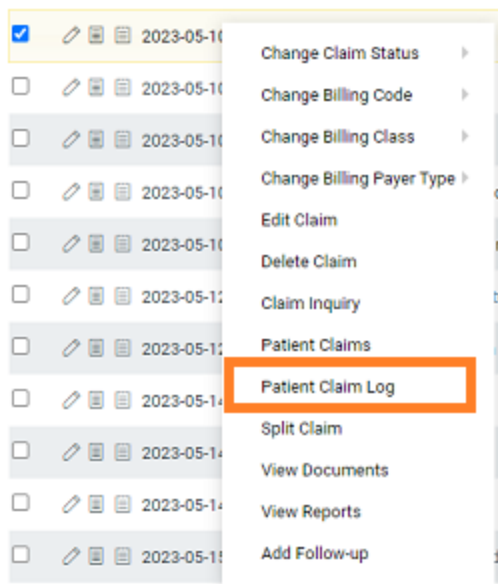 2023-05-10
Change Claim Status
Change Billing Code
2023-05-10
2023-05-10
Change Billing Class
Change Billing Payer Type
2023-05-10
Edit Claim
2023-05-10
Delete Claim
2023-05-12
Claim Inquiry
2023-05-12
Patient Claims
Patient Claim Log
2023-05-14
Split Claim
2023-05-14
View Documents
2023-05-14
View Reports
2023-05-15
Add Follow-up